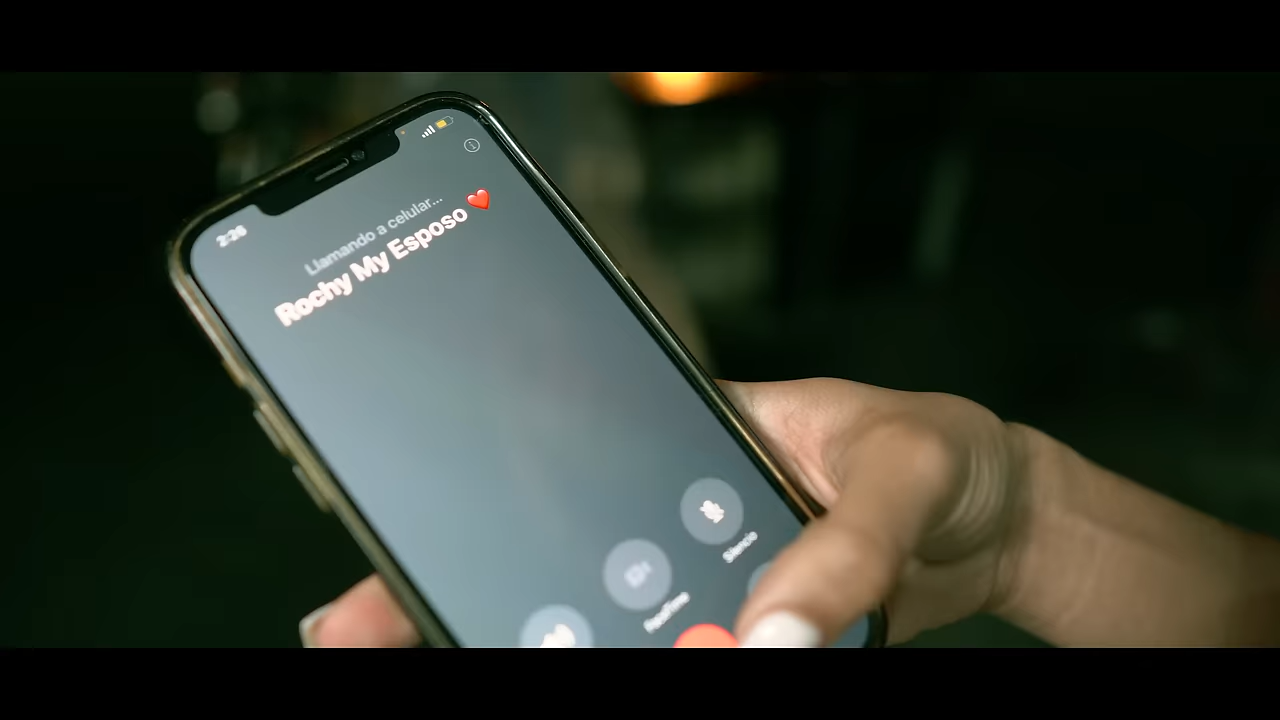 2:26
Llamando a celular...
Rochy My Esposo ❤️
Silencio
FaceTime